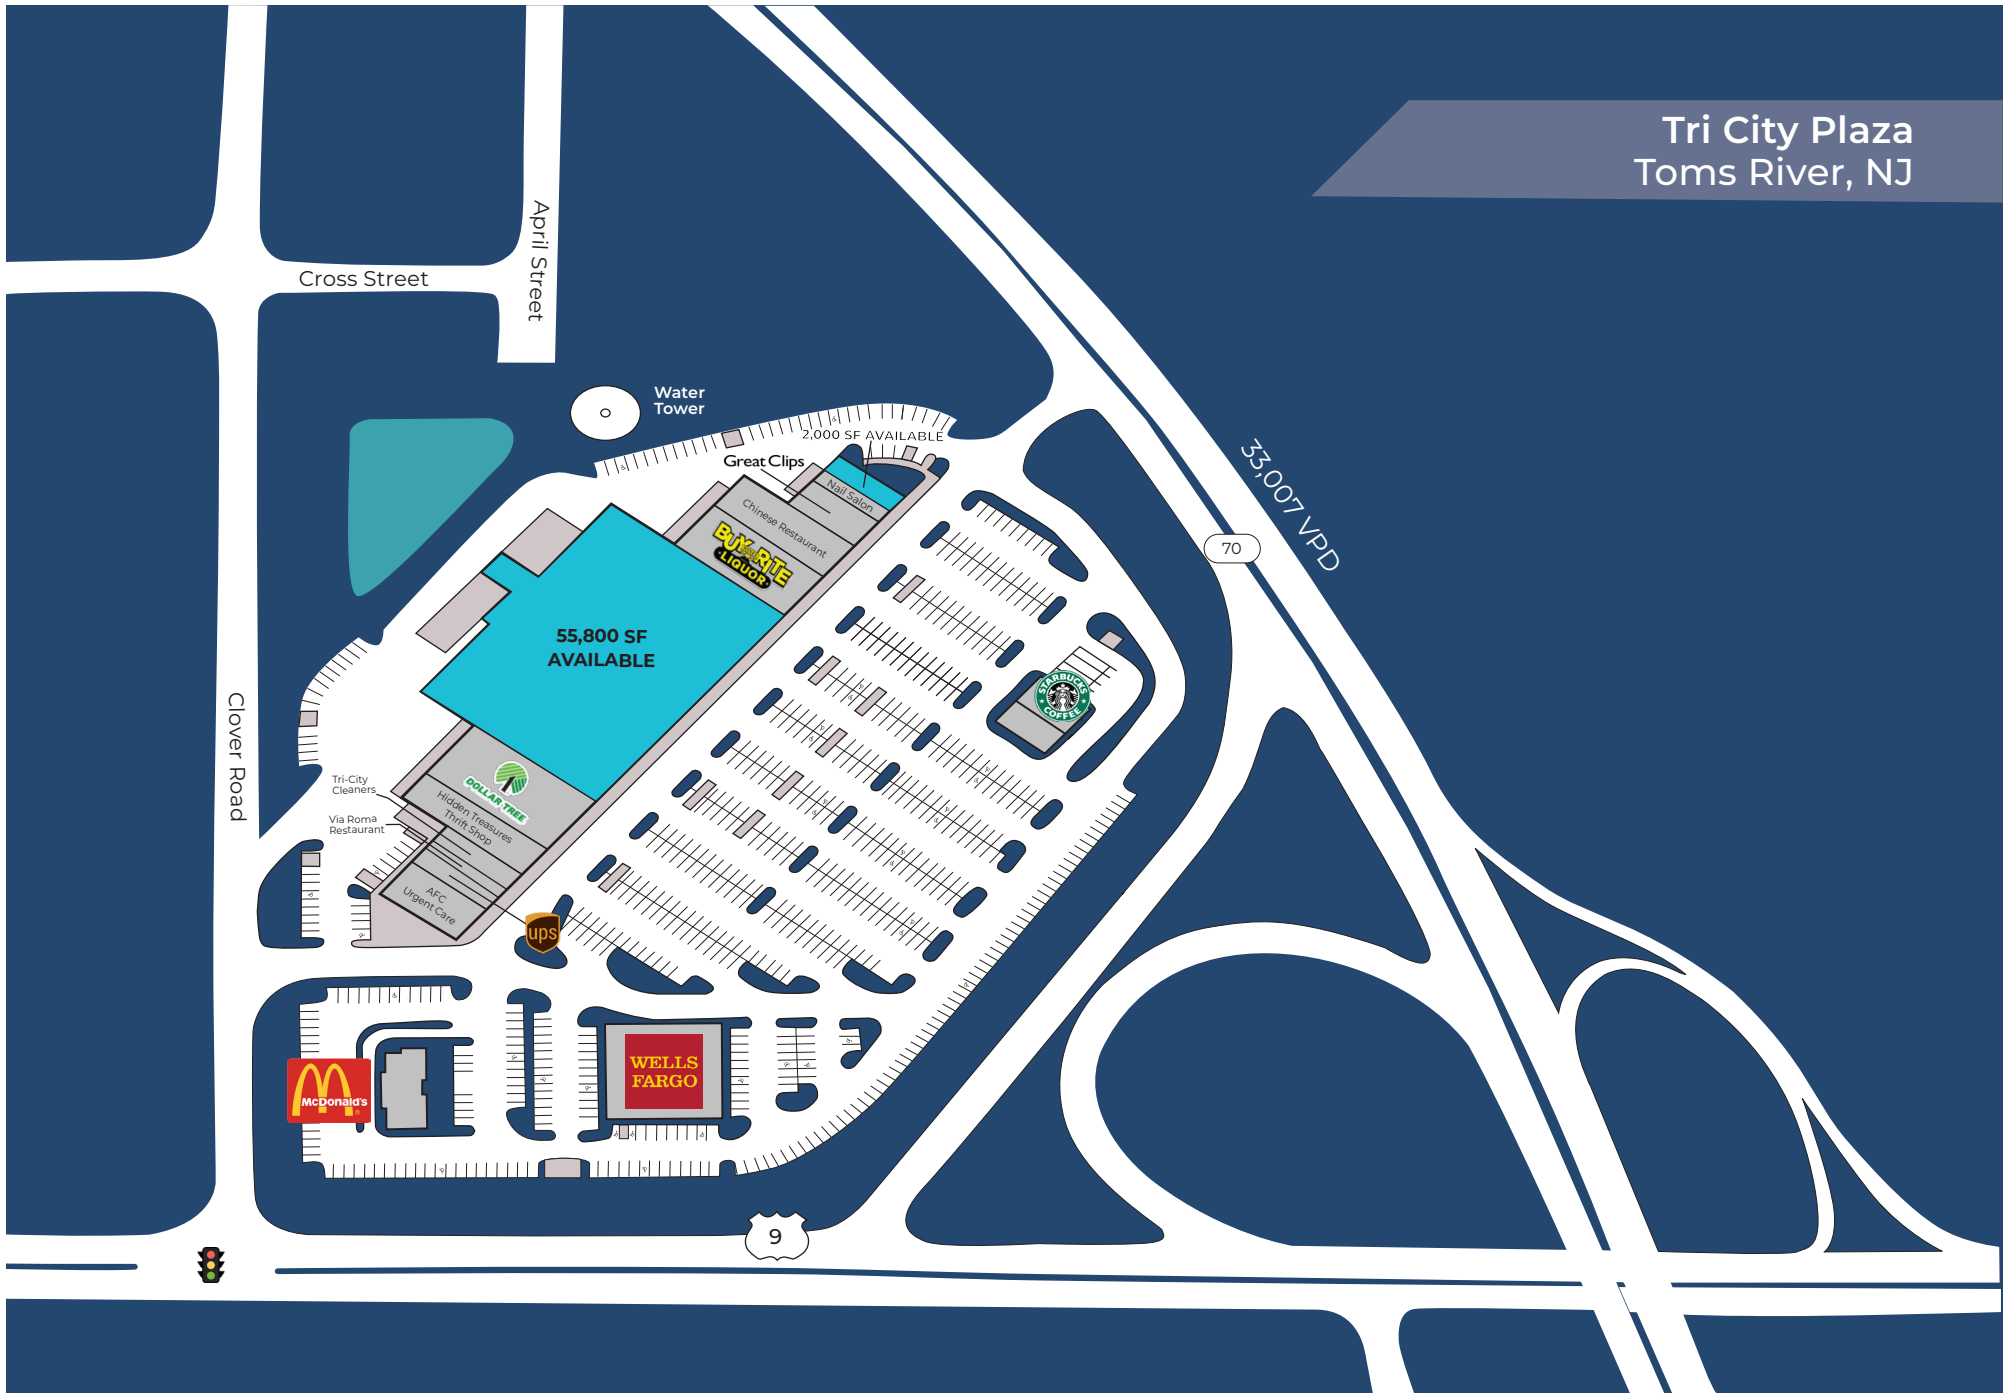 Tri City Plaza
Toms River, NJ
April Street
Cross Street
Water
Tower
2,000 SF AVAILABLE
Great Clips
Nail Salon
Chinese Restaurant
BUY RITE
LIQUOR
33,007 VPD
70
55,800 SF
AVAILABLE
STARBUCKS
COFFEE
Clover Road
DOLLAR TREE
Tri-City
Cleaners
Hidden Treasures
Thrift Shop
Via Roma
Restaurant
AFC
Urgent Care
ups
WELLS
FARGO
McDonald's
9